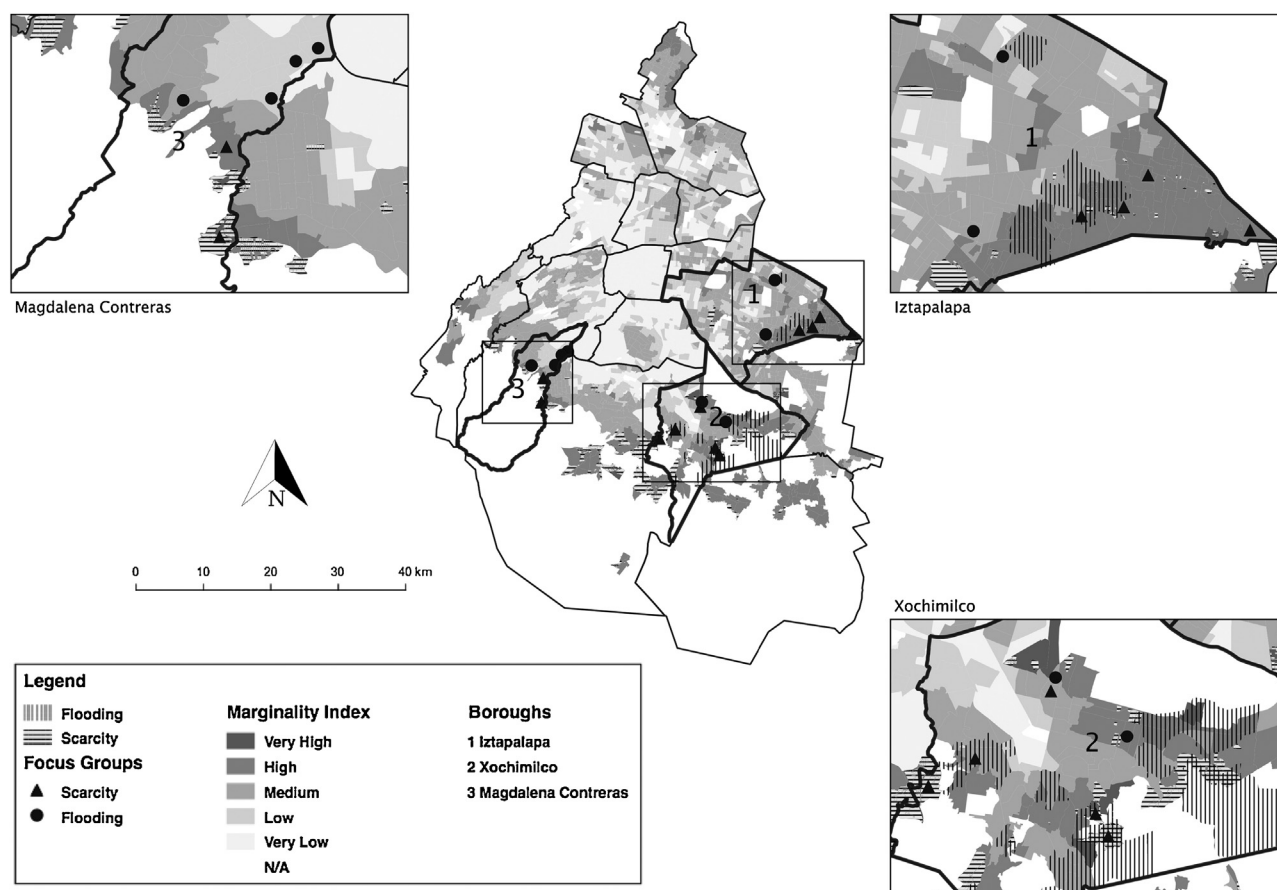 3
Magdalena Contreras
1
Iztapalapa
1
3
2
N
0 10 20 30 40 km
Xochimilco
2
Legend
Flooding
Scarcity
Focus Groups
Scarcity
Flooding
Marginality Index
Very High
High
Medium
Low
Very Low
N/A
Boroughs
1 Iztapalapa
2 Xochimilco
3 Magdalena Contreras